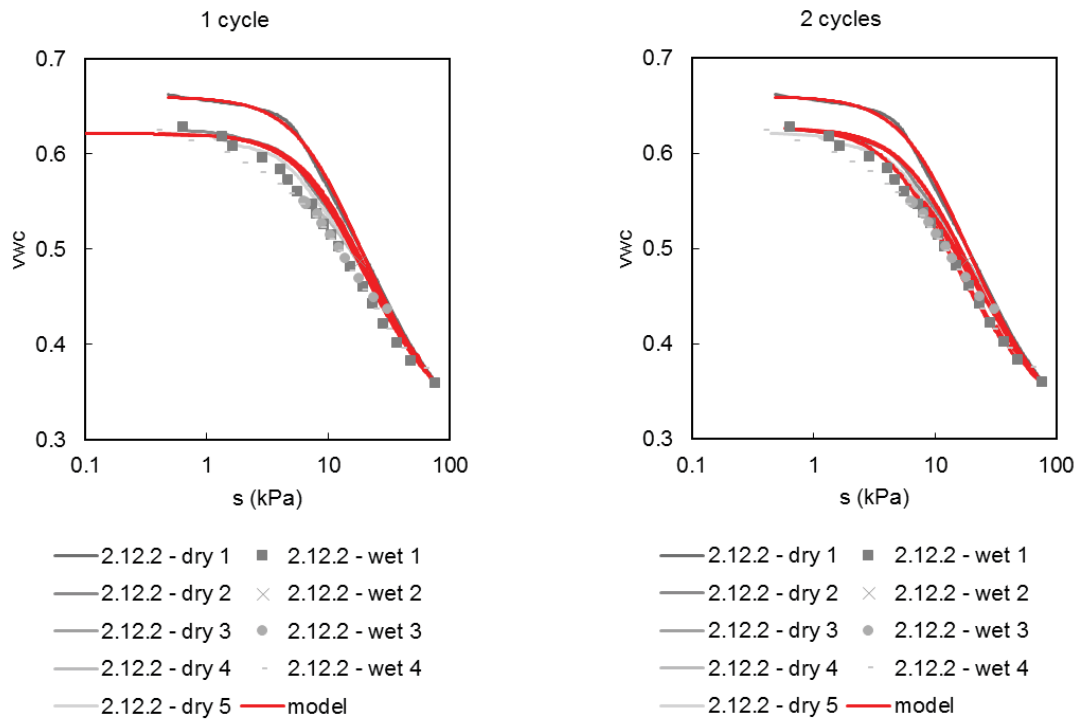 1 cycle
0.7
0.6
0.5
0.4
0.3
vwc
0.1 1 10 100
s (kPa)
2.12.2 - dry 1 2.12.2 - wet 1
2.12.2 - dry 2 2.12.2 - wet 2
2.12.2 - dry 3 2.12.2 - wet 3
2.12.2 - dry 4 2.12.2 - wet 4
2.12.2 - dry 5 model
2 cycles
0.7
0.6
0.5
0.4
0.3
vwc
0.1 1 10 100
s (kPa)
2.12.2 - dry 1 2.12.2 - wet 1
2.12.2 - dry 2 2.12.2 - wet 2
2.12.2 - dry 3 2.12.2 - wet 3
2.12.2 - dry 4 2.12.2 - wet 4
2.12.2 - dry 5 model